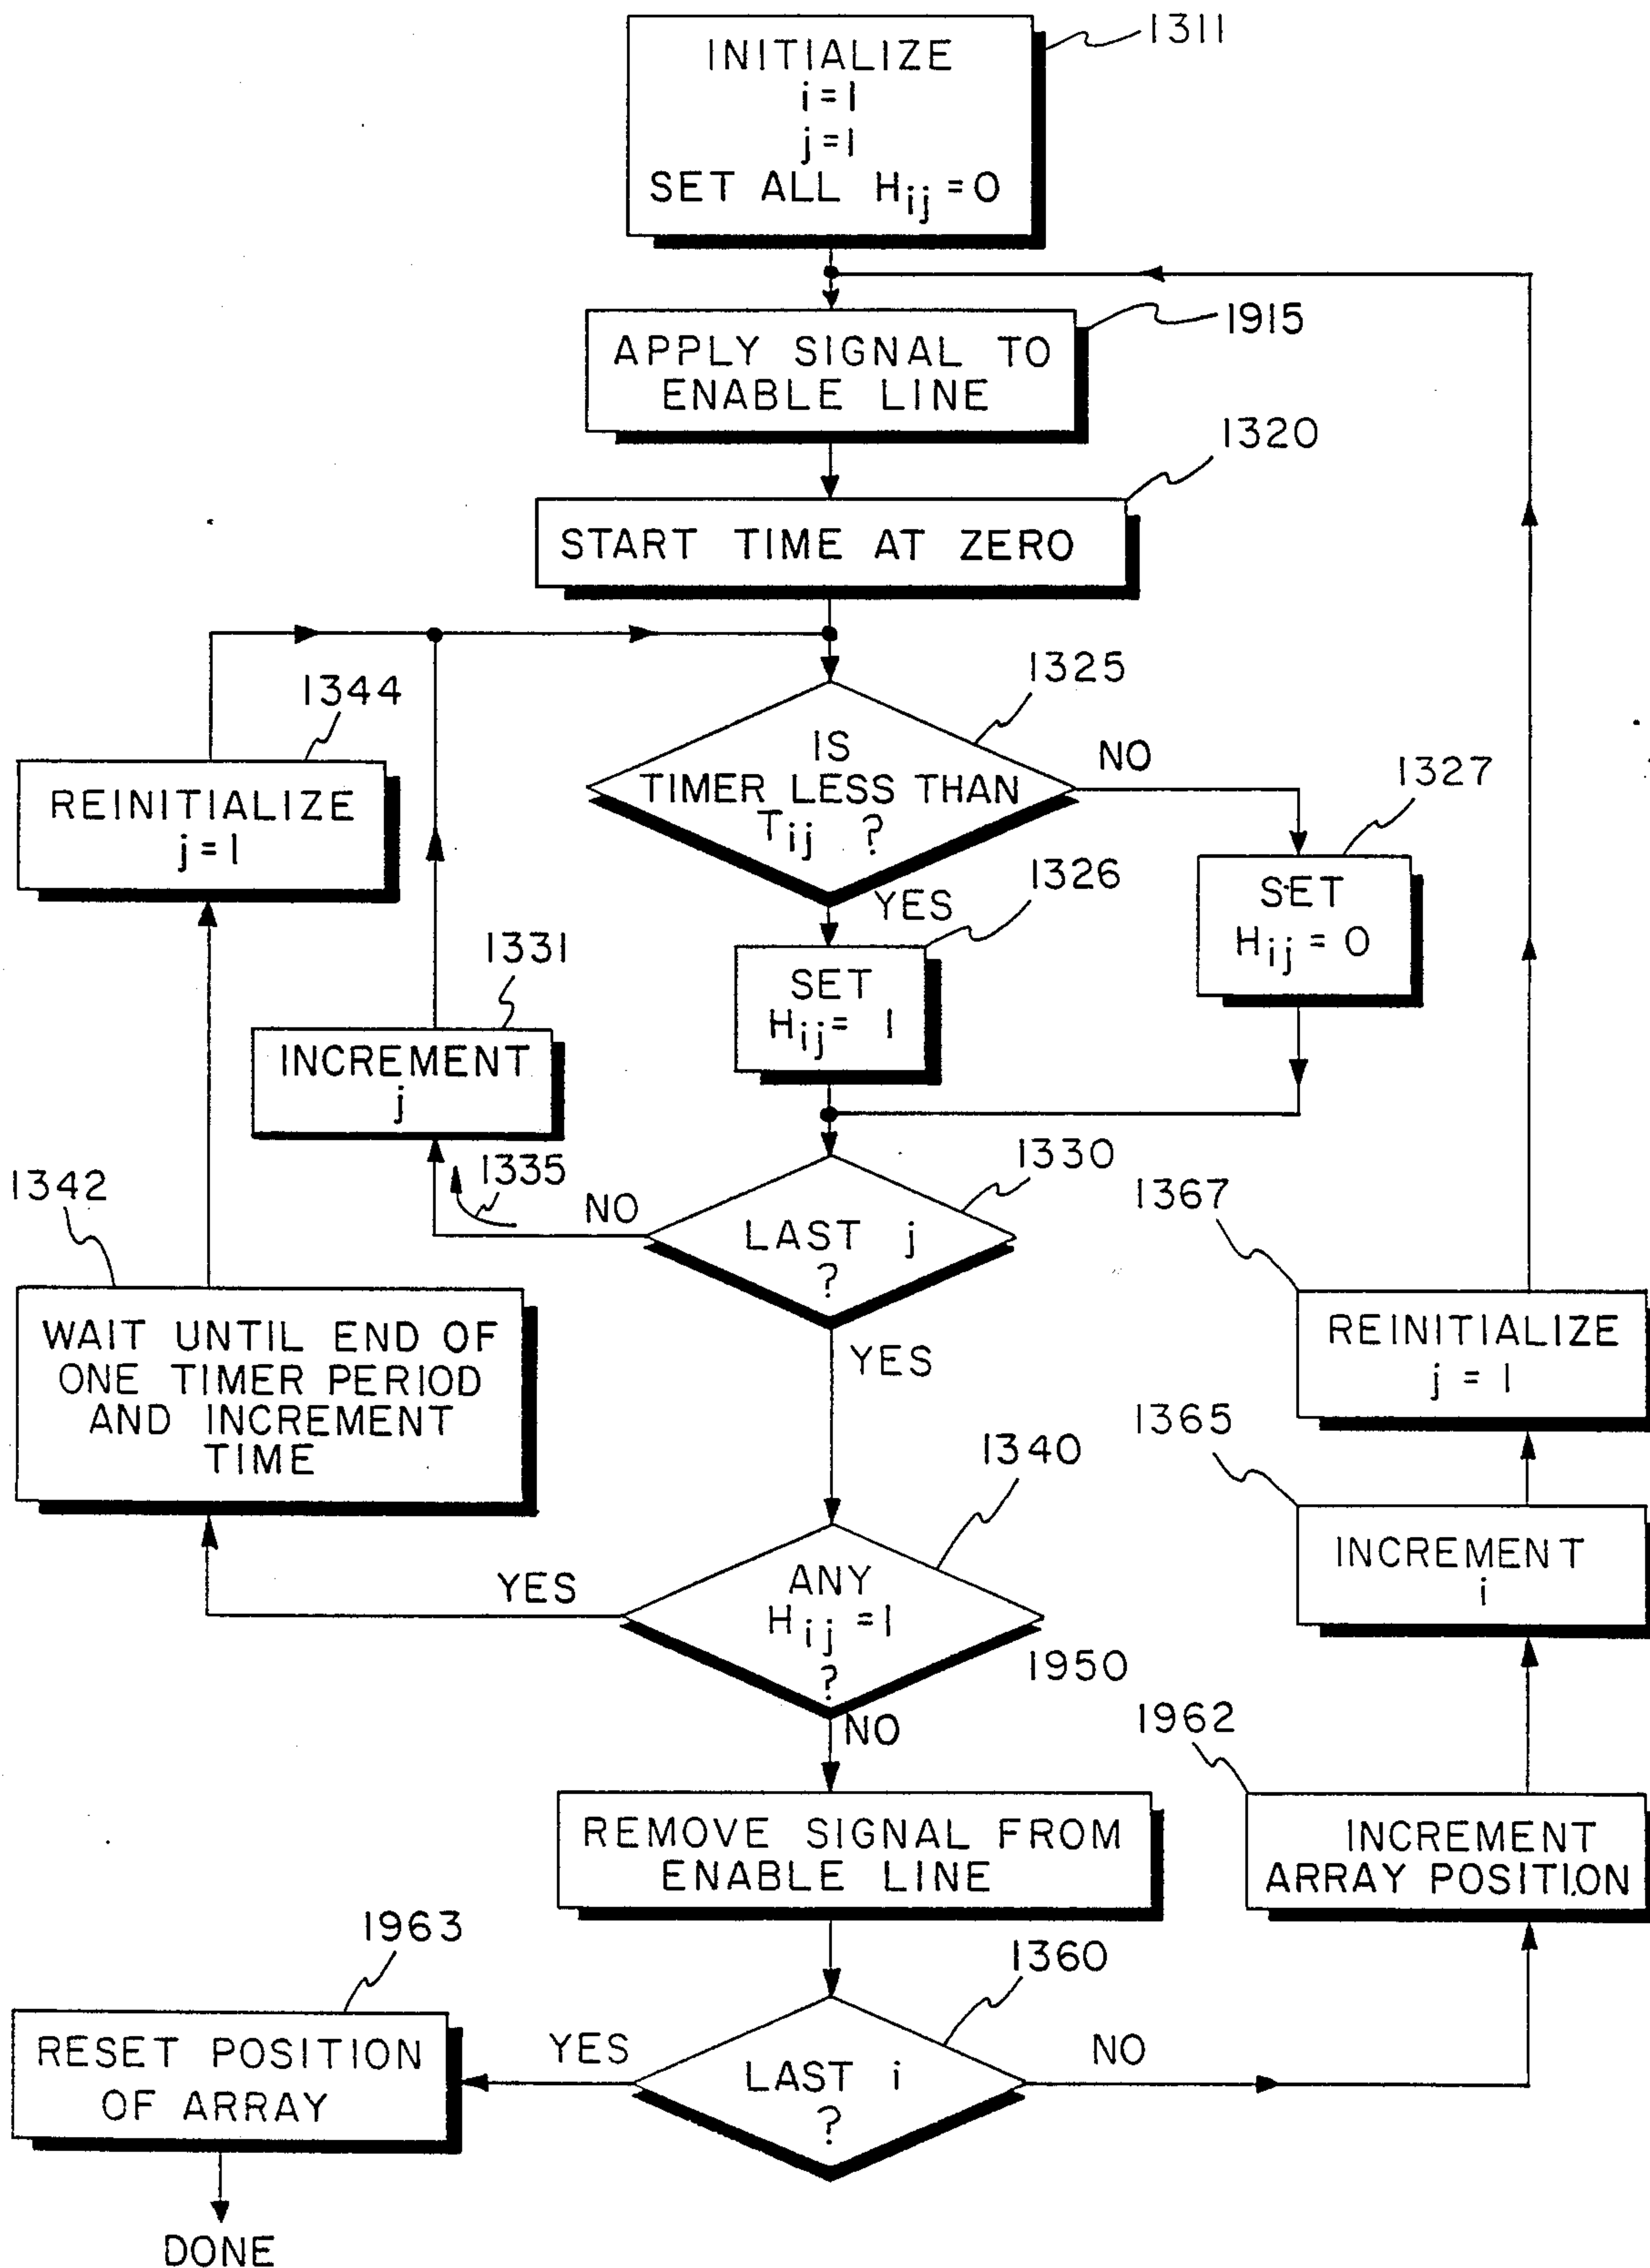 INITIALIZE
i = 1
j = 1
SET ALL Hij = 0
1311
APPLY SIGNAL TO
ENABLE LINE
1915
START TIME AT ZERO
1320
IS
TIMER LESS THAN
Tij ?
1325
NO
YES
1344
REINITIALIZE
j = 1
1327
SET
Hij = 0
1326
SET
Hij = 1
1331
INCREMENT
j
1335
NO
LAST j
?
1330
YES
1342
WAIT UNTIL END OF
ONE TIMER PERIOD
AND INCREMENT
TIME
1367
REINITIALIZE
j = 1
1340
ANY
Hij = 1
?
YES
NO
1950
1365
INCREMENT
i
REMOVE SIGNAL FROM
ENABLE LINE
1962
INCREMENT
ARRAY POSITION
1963
RESET POSITION
OF ARRAY
YES
LAST i
?
1360
NO
DONE